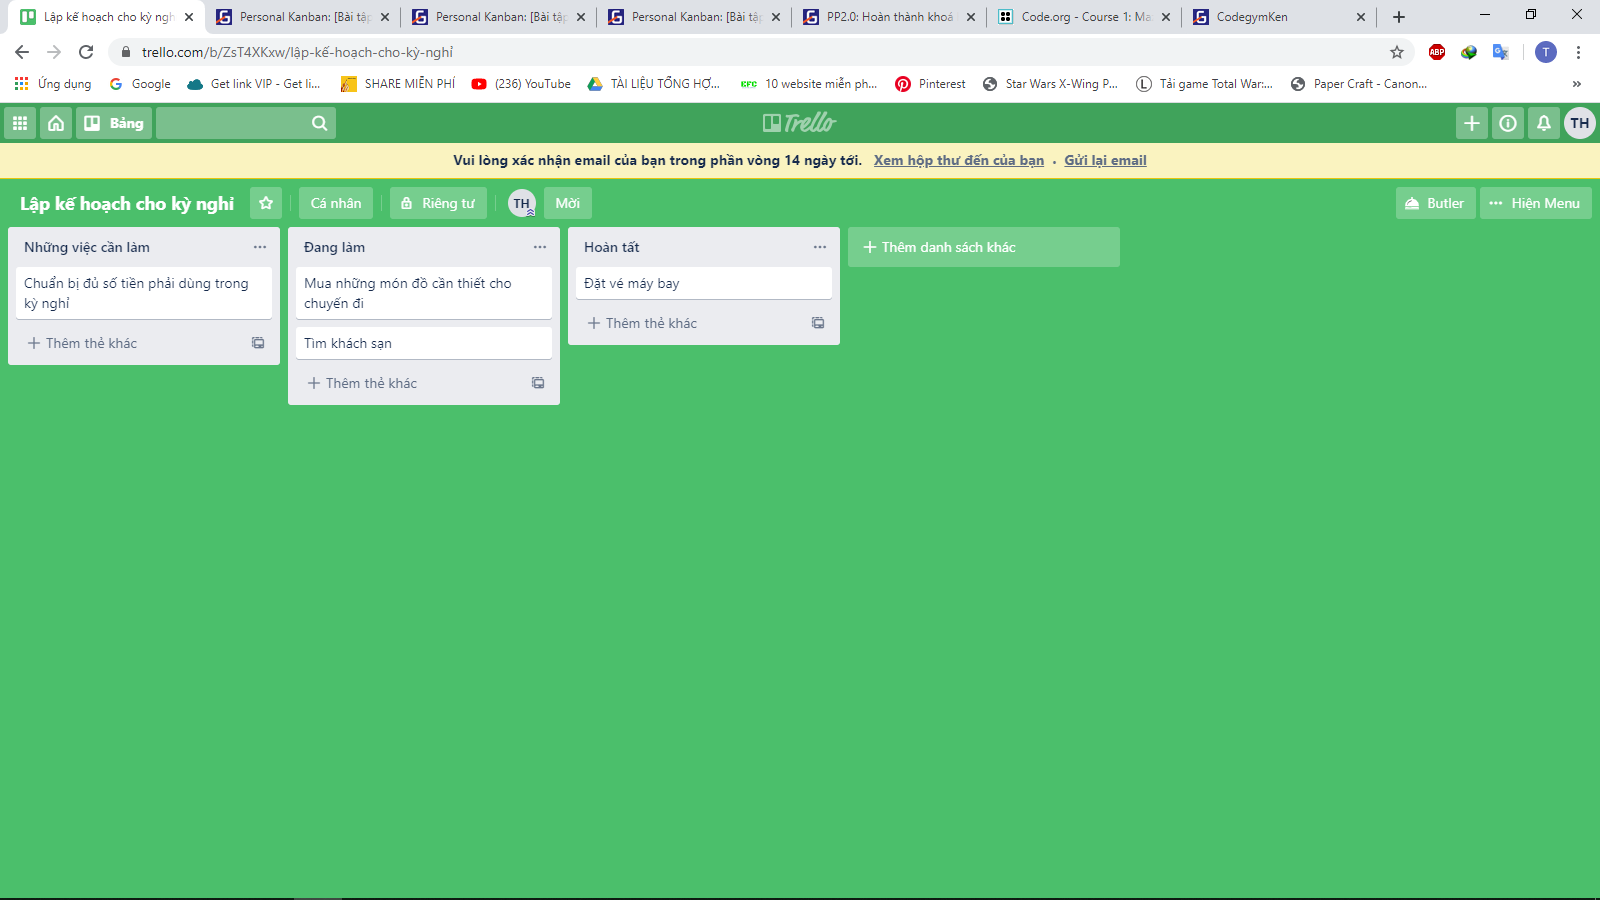 Lập kế hoạch cho kỳ ngh
Personal Kanban: [Bài tập
Personal Kanban: [Bài tập
Personal Kanban: [Bài tập
PP2.0: Hoàn thành khoá
Code.org - Course 1: Ma
CodegymKen
trello.com/b/ZsT4XKxw/lập-kế-hoạch-cho-kỳ-nghỉ
ABP
T
Ứng dụng
Google
Get link VIP - Get li...
SHARE MIỄN PHÍ
(236) YouTube
TÀI LIỆU TỔNG HỢ...
10 website miễn ph...
Pinterest
Star Wars X-Wing P...
Tải game Total War:...
Paper Craft - Canon...
»
Bảng
Trello
TH
Vui lòng xác nhận email của bạn trong phần vòng 14 ngày tới. Xem hộp thư đến của bạn · Gửi lại email
Lập kế hoạch cho kỳ nghỉ
Cá nhân
Riêng tư
TH
Mời
Butler
Hiện Menu
Những việc cần làm
Chuẩn bị đủ số tiền phải dùng trong
kỳ nghỉ
Thêm thẻ khác
Đang làm
Mua những món đồ cần thiết cho
chuyến đi
Tìm khách sạn
Thêm thẻ khác
Hoàn tất
Đặt vé máy bay
Thêm thẻ khác
Thêm danh sách khác